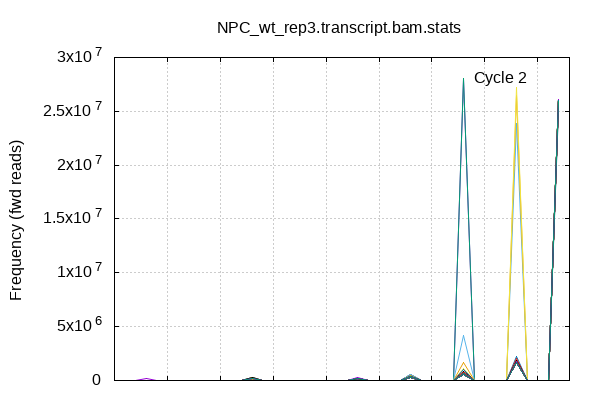 NPC_wt_rep3.transcript.bam.stats
3x10 7
Cycle 2
2.5x10 7
2x10 7
1.5x10 7
1x10 7
5x10 6
0
Frequency (fwd reads)